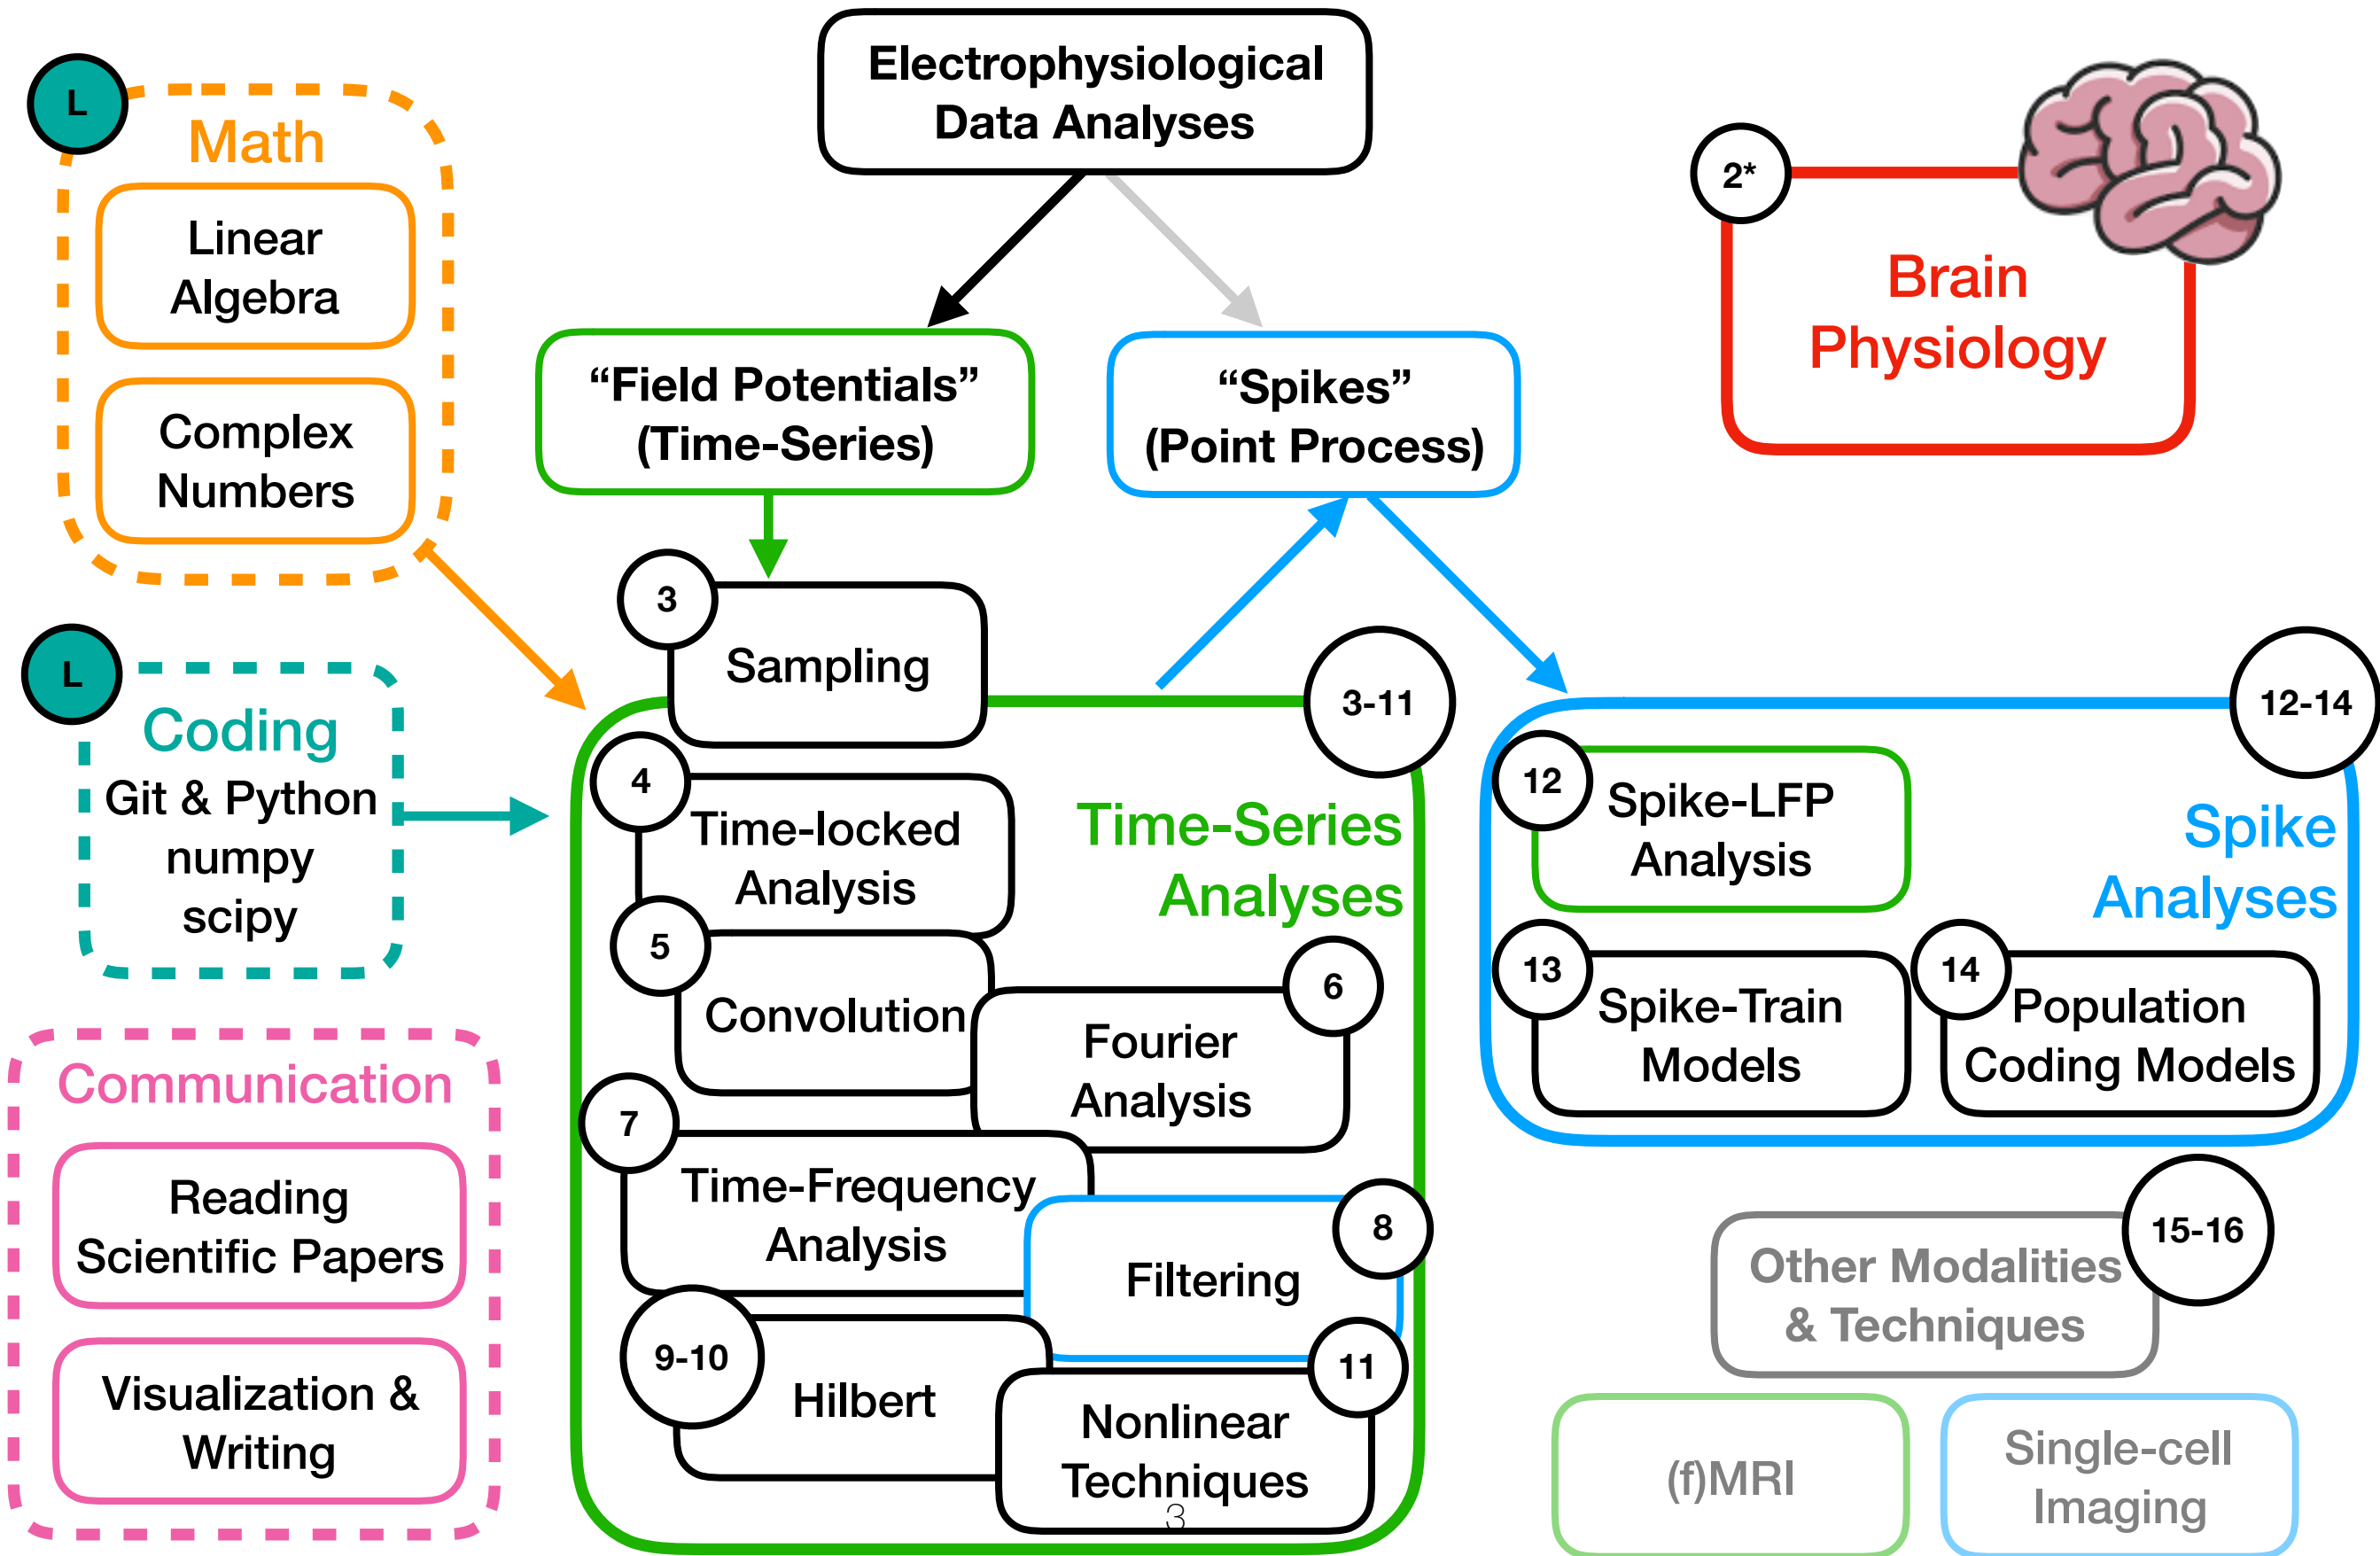 Electrophysiological
Data Analyses
L
Math
Linear
Algebra
Complex
Numbers
2*
Brain
Physiology
“Field Potentials”
(Time-Series)
“Spikes”
(Point Process)
L
Coding
Git & Python
numpy
scipy
Communication
Reading
Scientific Papers
Visualization &
Writing
3
Sampling
3-11
Time-Series
Analyses
4
Time-locked
Analysis
5
Convolution
6
Fourier
Analysis
7
Time-Frequency
Analysis
8
Filtering
9-10
Hilbert
11
Nonlinear
Techniques
3
12-14
Spike
Analyses
12
Spike-LFP
Analysis
13
Spike-Train
Models
14
Population
Coding Models
15-16
Other Modalities
& Techniques
(f)MRI
Single-cell
Imaging